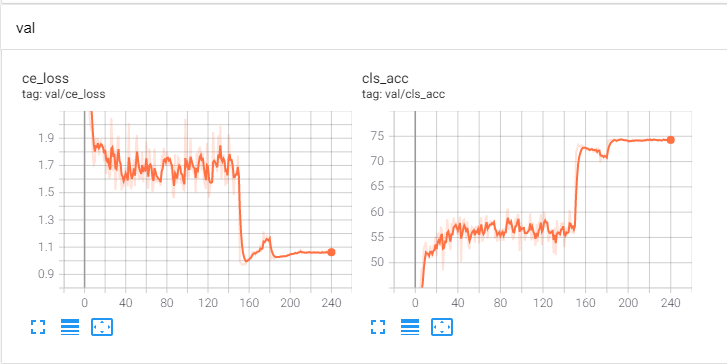 val
ce_loss
cls_acc
tag: val/ce_loss
tag: val/cls_acc
1.9
1.7
1.5
1.3
1.1
0.9
0 40 80 120 160 200 240
75
70
65
60
55
50
0 40 80 120 160 200 240